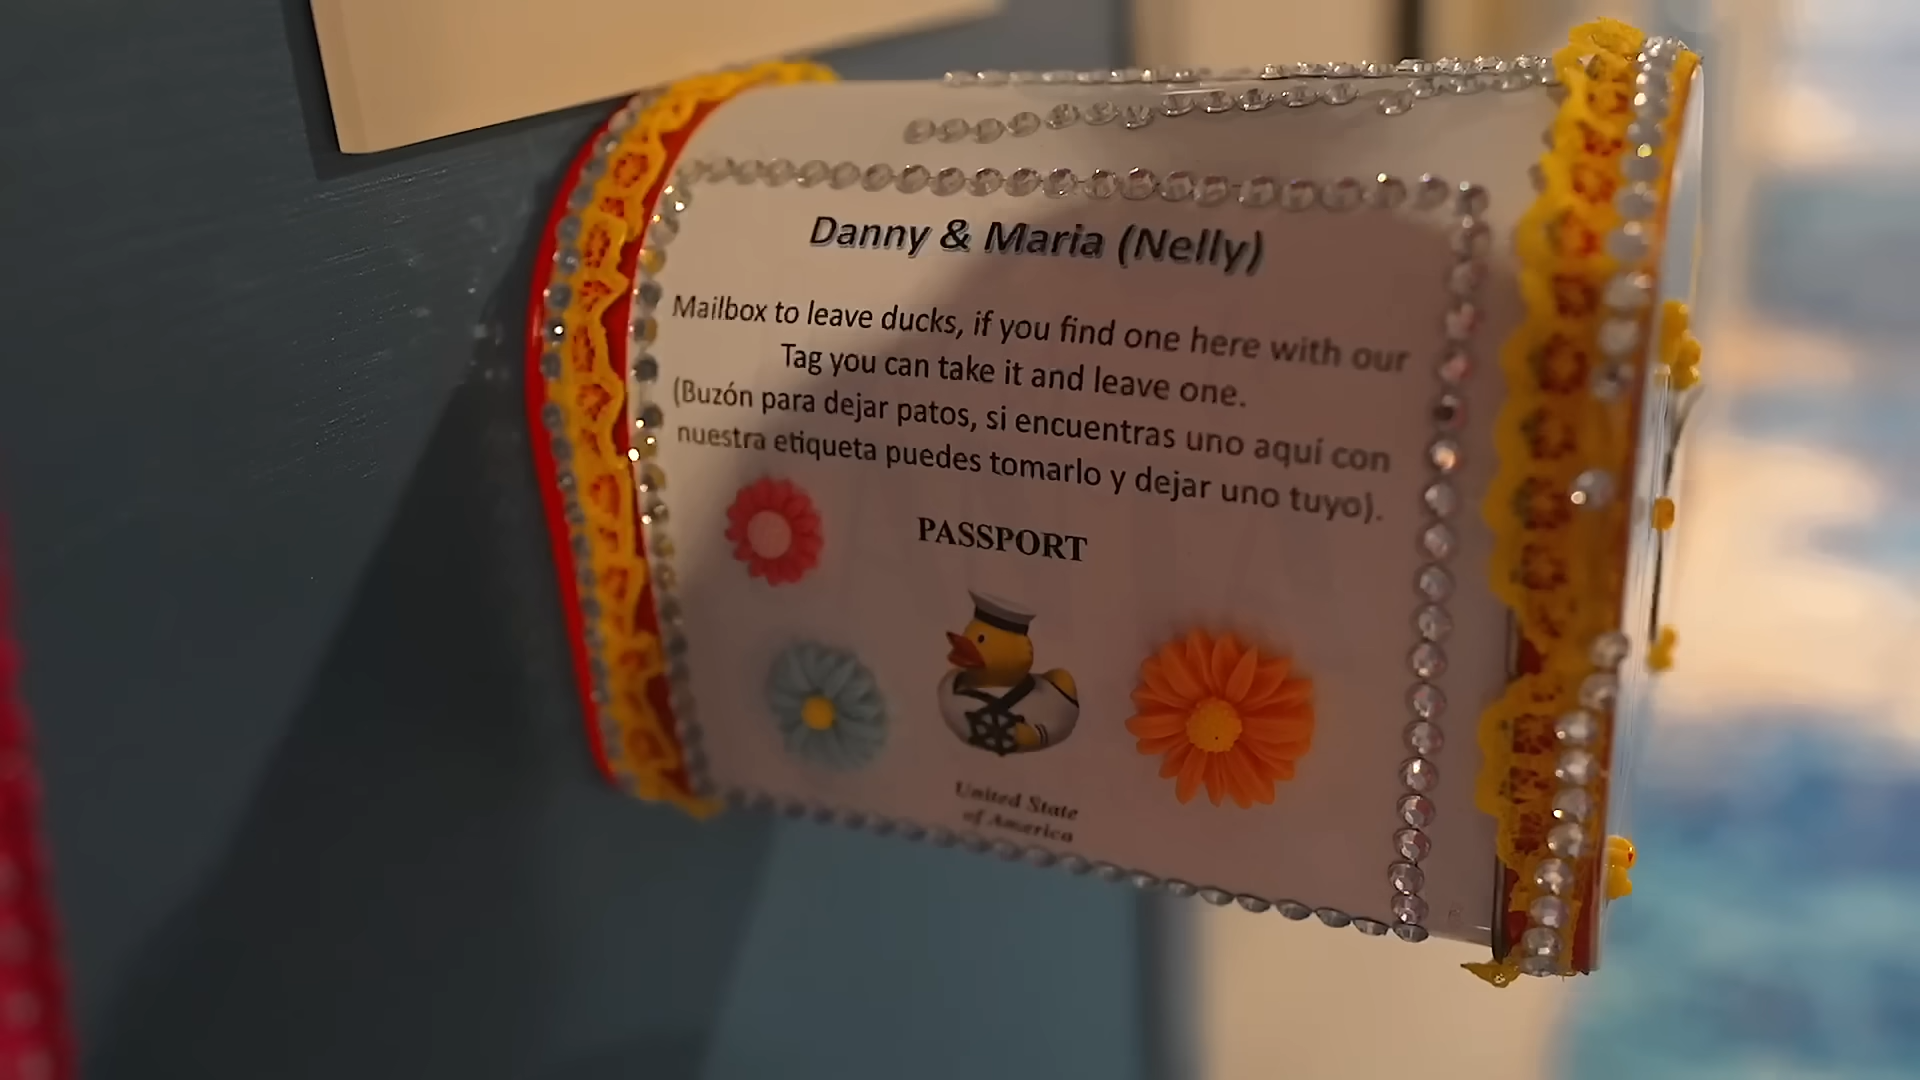 Danny & Maria (Nelly)
Mailbox to leave ducks, if you find one here with our
Tag you can take it and leave one.
(Buzón para dejar patos, si encuentras uno aquí con
nuestra etiqueta puedes tomarlo y dejar uno tuyo).
PASSPORT
United State
of America